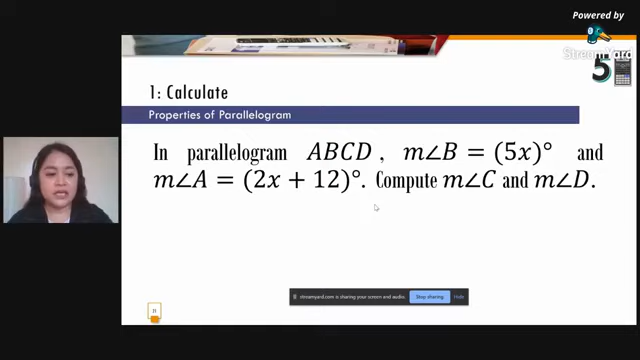 Powered by
StreamYard
5
1: Calculate
Properties of Parallelogram
In parallelogram ABCD , m∠B = (5x)° and
m∠A = (2x + 12)°. Compute m∠C and m∠D.
streamyard.com is sharing your screen and audio.
Stop sharing
Hide